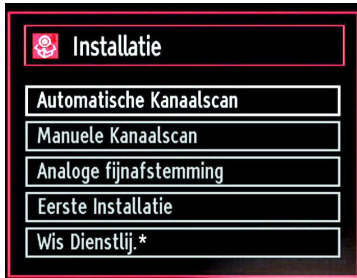 Installatie
Automatische Kanaalscan
Manuele Kanaalscan
Analoge fijnafstemming
Eerste Installatie
Wis Dienstlij.*